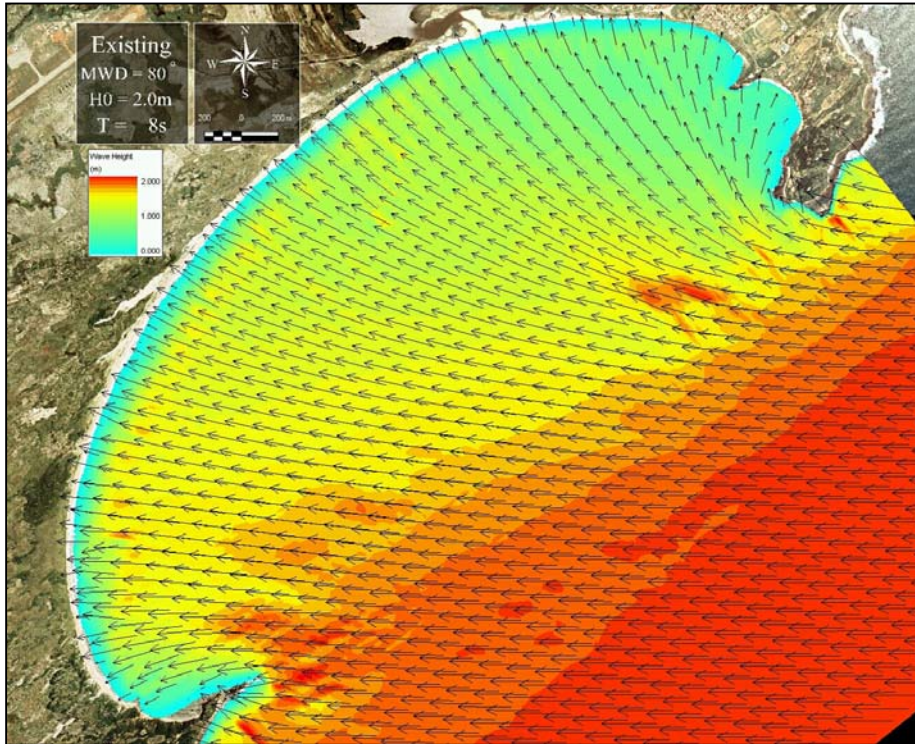 Existing
MWD = 80°
H0 = 2.0m
T = 8s
N
W E
S
200 0 200 m
Wave Height
(m)
2.000
1.000
0.000